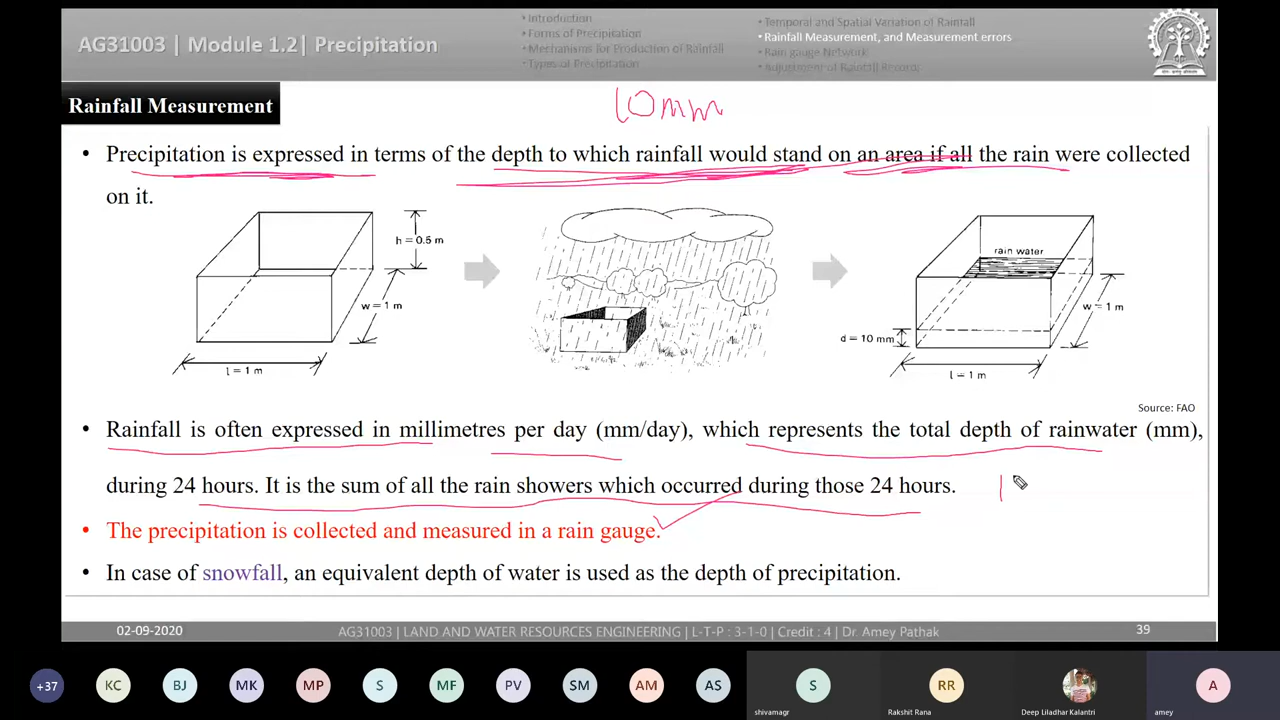 AG31003 | Module 1.2| Precipitation
• Introduction
• Forms of Precipitation
• Mechanisms for Production of Rainfall
• Types of Precipitation
• Temporal and Spatial Variation of Rainfall
• Rainfall Measurement, and Measurement errors
• Rain gauge Network
• Adjustment of Rainfall Record
Rainfall Measurement
10mm
• Precipitation is expressed in terms of the depth to which rainfall would stand on an area if all the rain were collected
on it.
h = 0.5 m
w = 1 m
l = 1 m
rain water
w = 1 m
d = 10 mm
l = 1 m
Source: FAO
• Rainfall is often expressed in millimetres per day (mm/day), which represents the total depth of rainwater (mm),
during 24 hours. It is the sum of all the rain showers which occurred during those 24 hours.
• The precipitation is collected and measured in a rain gauge.
• In case of snowfall, an equivalent depth of water is used as the depth of precipitation.
02-09-2020
AG31003 | LAND AND WATER RESOURCES ENGINEERING | L-T-P : 3-1-0 | Credit : 4 | Dr. Amey Pathak
39
+37 KC BJ MK MP S MF PV SM AM AS S RR A
shivamagr Rakshit Rana Deep Liladhar Kalantri amey